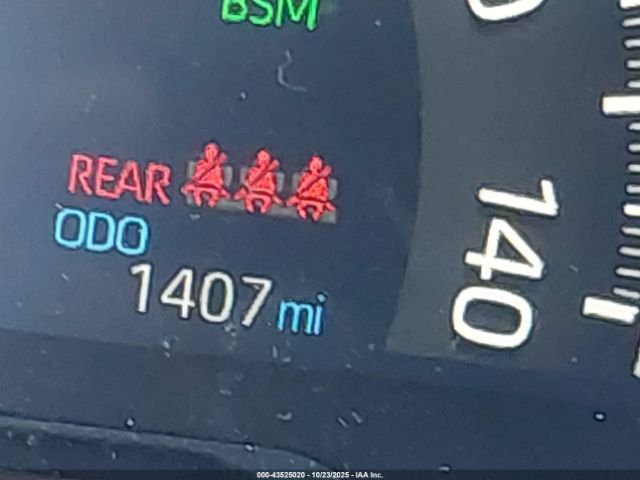 BSM
REAR
ODO
1407 mi
140
000-43525020 - 10/23/2025 - IAA Inc.